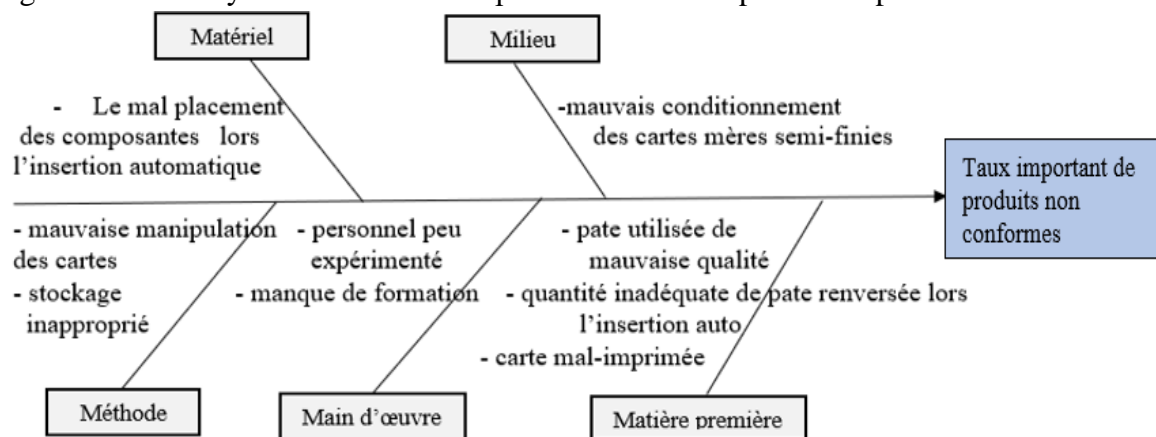 Matériel
Milieu
- Le mal placement
des composantes lors
l’insertion automatique
-mauvais conditionnement
des cartes mères semi-finies
Taux important de
produits non
conformes
- mauvaise manipulation
des cartes
- stockage
inapproprié
- personnel peu
expérimenté
- manque de formation
- pate utilisée de
mauvaise qualité
- quantité inadéquate de pate renversée lors
l’insertion auto
- carte mal-imprimée
Méthode
Main d’œuvre
Matière première